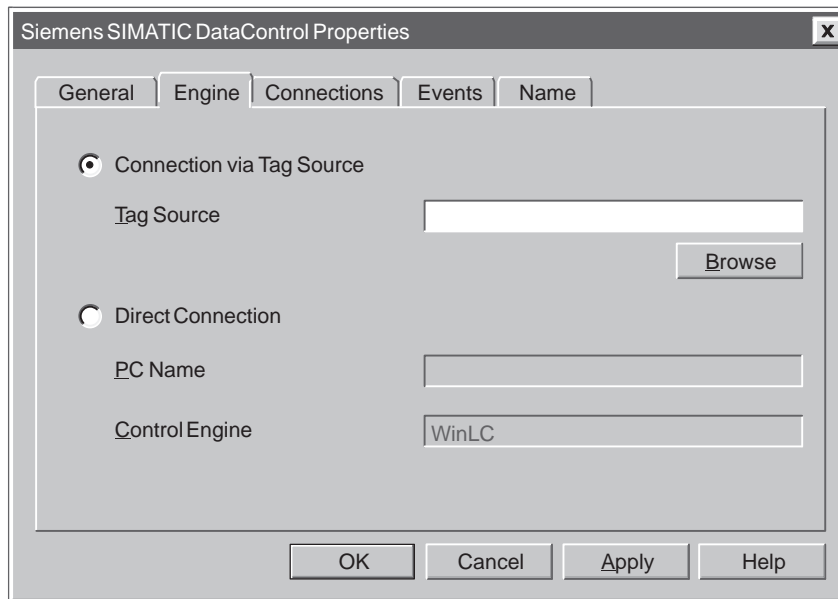 Siemens SIMATIC DataControl Properties
X
General Engine Connections Events Name
Connection via Tag Source
Tag Source
Browse
Direct Connection
PC Name
Control Engine WinLC
OK Cancel Apply Help